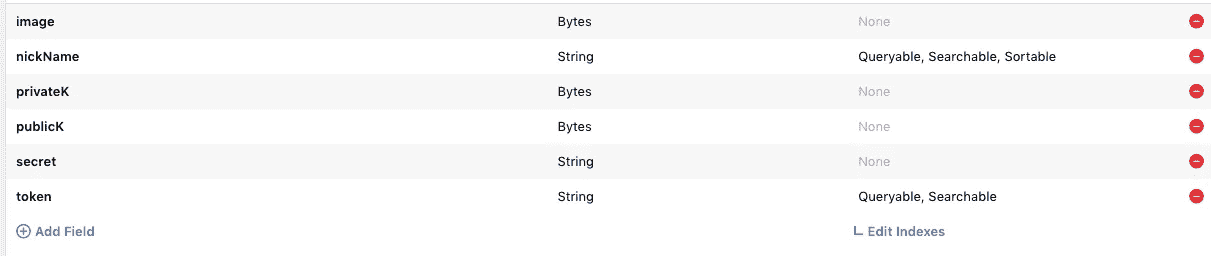 image Bytes None
nickName String Queryable, Searchable, Sortable
privateK Bytes None
publicK Bytes None
secret String None
token String Queryable, Searchable
Add Field Edit Indexes